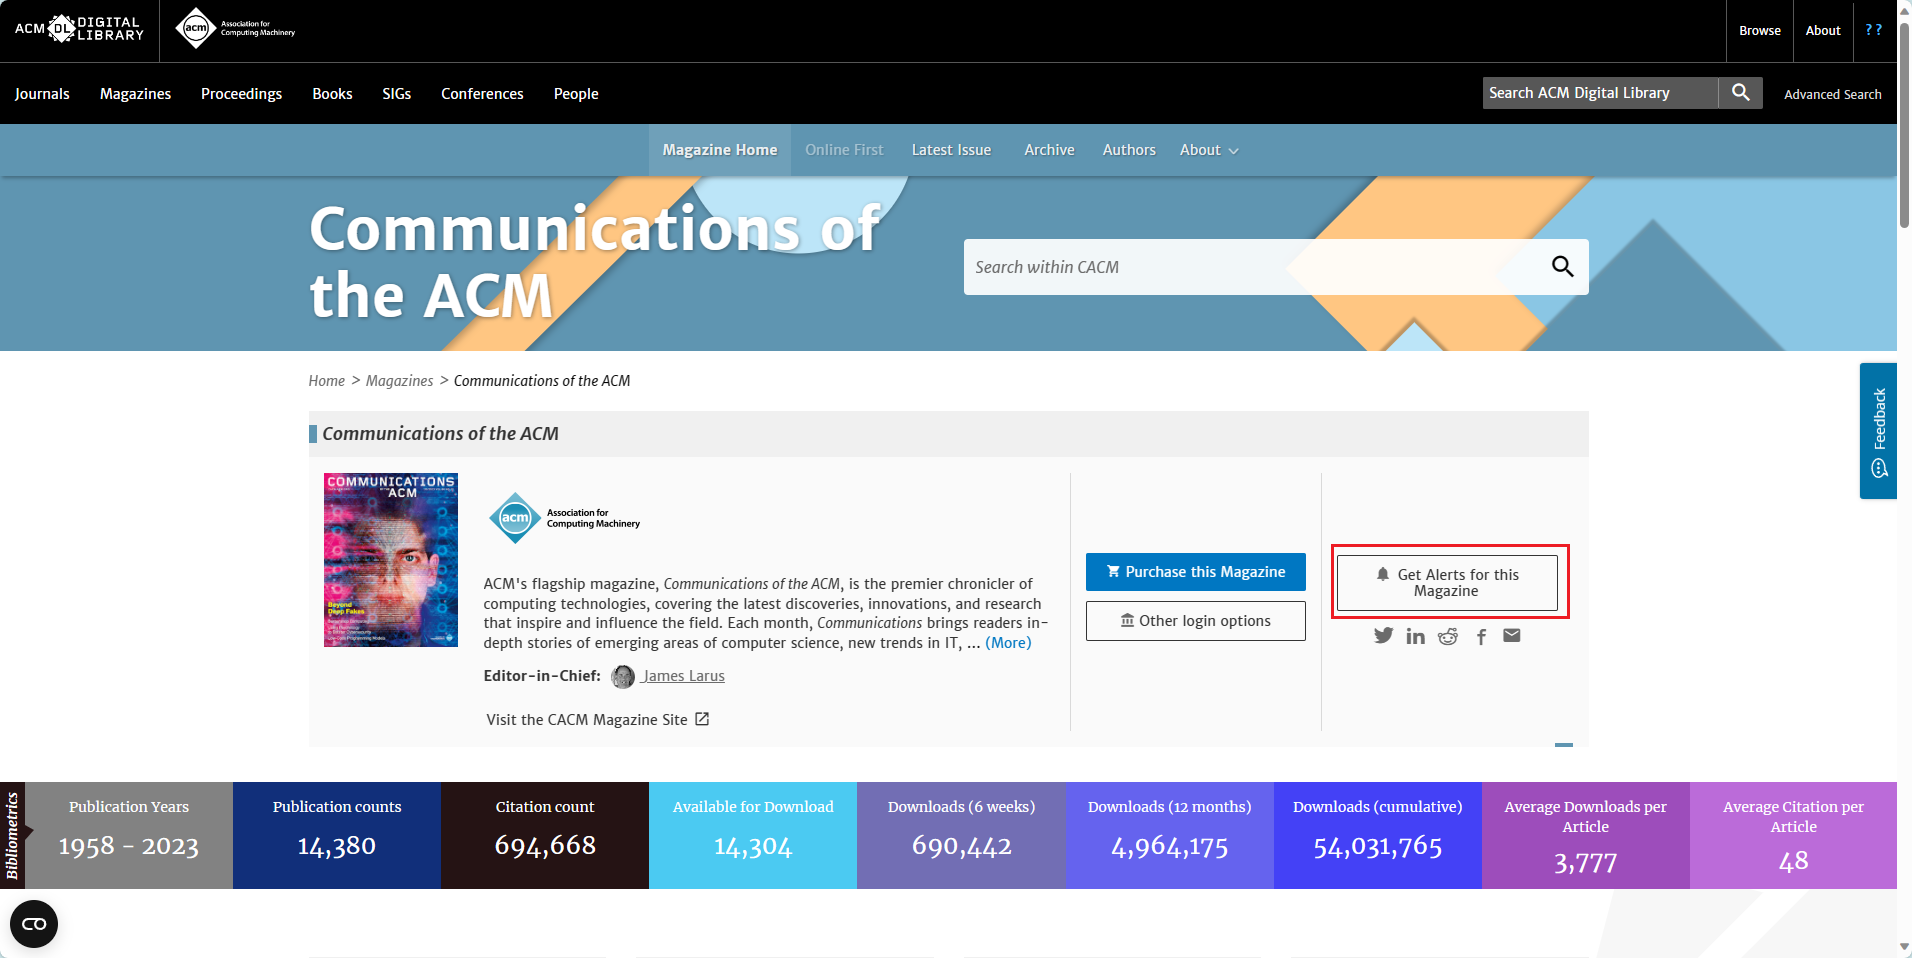 ACM DL DIGITAL LIBRARY
acm Association for Computing Machinery
Browse
About
? ?
Journals
Magazines
Proceedings
Books
SIGs
Conferences
People
Search ACM Digital Library
Advanced Search
Magazine Home
Online First
Latest Issue
Archive
Authors
About
Communications of
the ACM
Search within CACM
Home > Magazines > Communications of the ACM
Feedback
Communications of the ACM
COMMUNICATIONS
ACM
Beyond
Deep Fakes
acm Association for
Computing Machinery
ACM's flagship magazine, Communications of the ACM, is the premier chronicler of
computing technologies, covering the latest discoveries, innovations, and research
that inspire and influence the field. Each month, Communications brings readers in-
depth stories of emerging areas of computer science, new trends in IT, ... (More)
Editor-in-Chief: James Larus
Visit the CACM Magazine Site
Purchase this Magazine
Other login options
Get Alerts for this
Magazine
Bibliometrics
Publication Years
1958 - 2023
Publication counts
14,380
Citation count
694,668
Available for Download
14,304
Downloads (6 weeks)
690,442
Downloads (12 months)
4,964,175
Downloads (cumulative)
54,031,765
Average Downloads per
Article
3,777
Average Citation per
Article
48